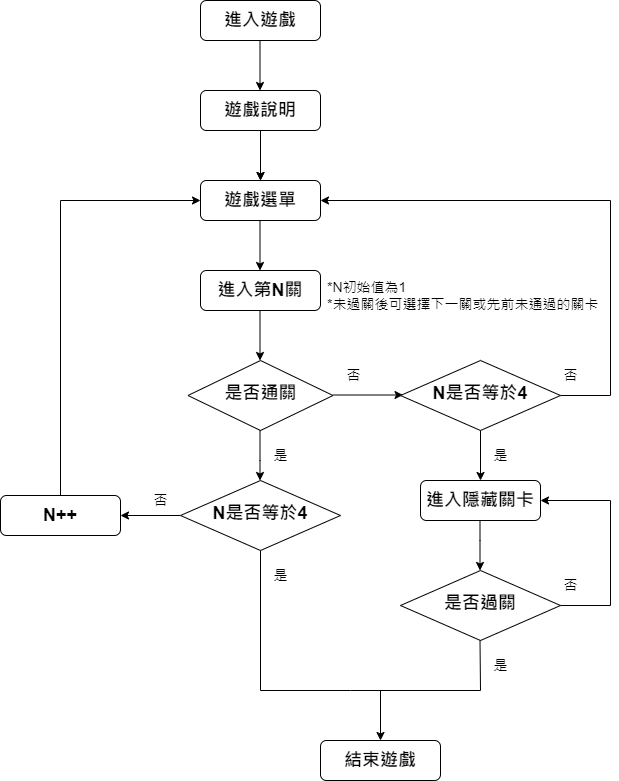 進入遊戲
遊戲說明
遊戲選單
進入第N關
*N初始值為1
*未過關後可選擇下一關或先前未通過的關卡
是否通關
否
N是否等於4
否
是
是
N++
否
N是否等於4
進入隱藏關卡
是
是否過關
否
是
結束遊戲